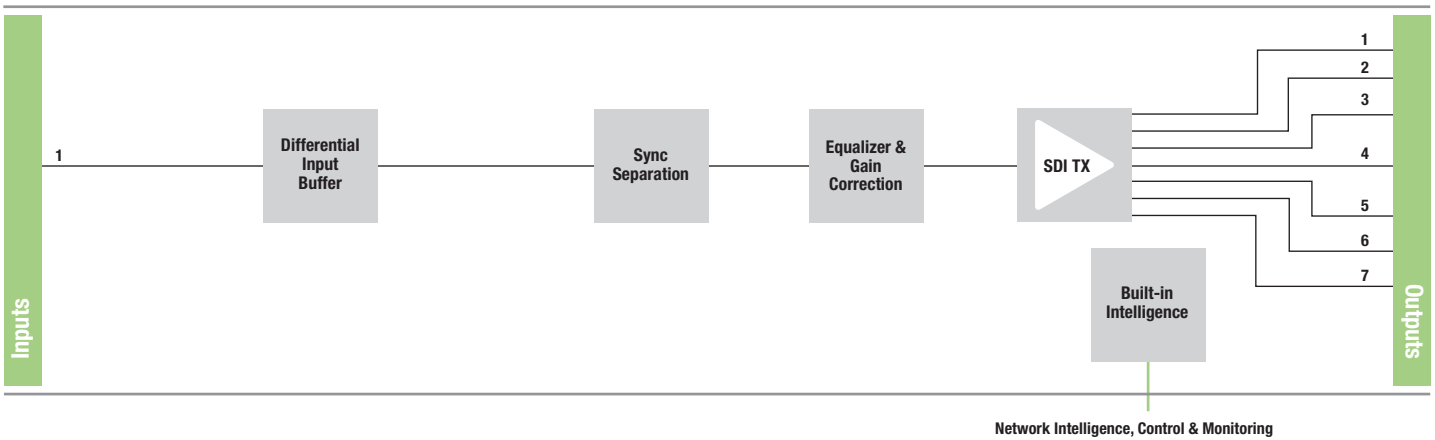 Inputs
1
Differential
Input
Buffer
Sync
Separation
Equalizer &
Gain
Correction
SDI TX
1
2
3
4
5
6
7
Outputs
Built-in
Intelligence
Network Intelligence, Control & Monitoring